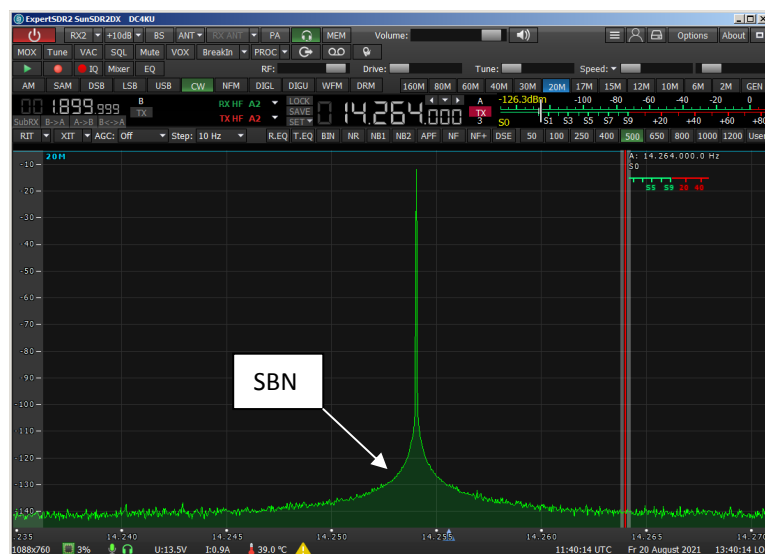 ExpertSDR2 SunSDR2DX DC4KU
RX2 +10dB BS ANT RX ANT PA MEM Volume: Options About
MOX Tune VAC SQL Mute VOX BreakIn PROC
IQ Mixer EQ RF: Drive: Tune: Speed:
AM SAM DSB LSB USB CW NFM DIGL DIGU WFM DRM 160M 80M 60M 40M 30M 20M 17M 15M 12M 10M 6M 2M GEN
1899.999 B RX HF A2 LOCK 14.264.000 A -126.3dBm -100 -80 -60 -40 -20 0
TX TX HF A2 SAVE TX
SubRX B->A A->B B<->A SET 3 S0 S1 S3 S5 S7 S9 +20 +40 +60 +80
RIT XIT AGC: Off Step: 10 Hz R.EQ T.EQ BIN NR NB1 NB2 APF NF NF+ DSE 50 100 250 400 500 650 800 1000 1200 User
20M A: 14.264.000.0 Hz
-10 S0
-20 S5 S9 20 40
-30
-40
-50
-60
-70
-80
-90
SBN
-100
-110
-120
-130
-140
.235 14.240 14.245 14.250 14.255 14.260 14.265 14.270
1088x760 3% U:13.5V I:0.9A 39.0 °C 11:40:14 UTC Fr 20 August 2021 13:40:14 LO